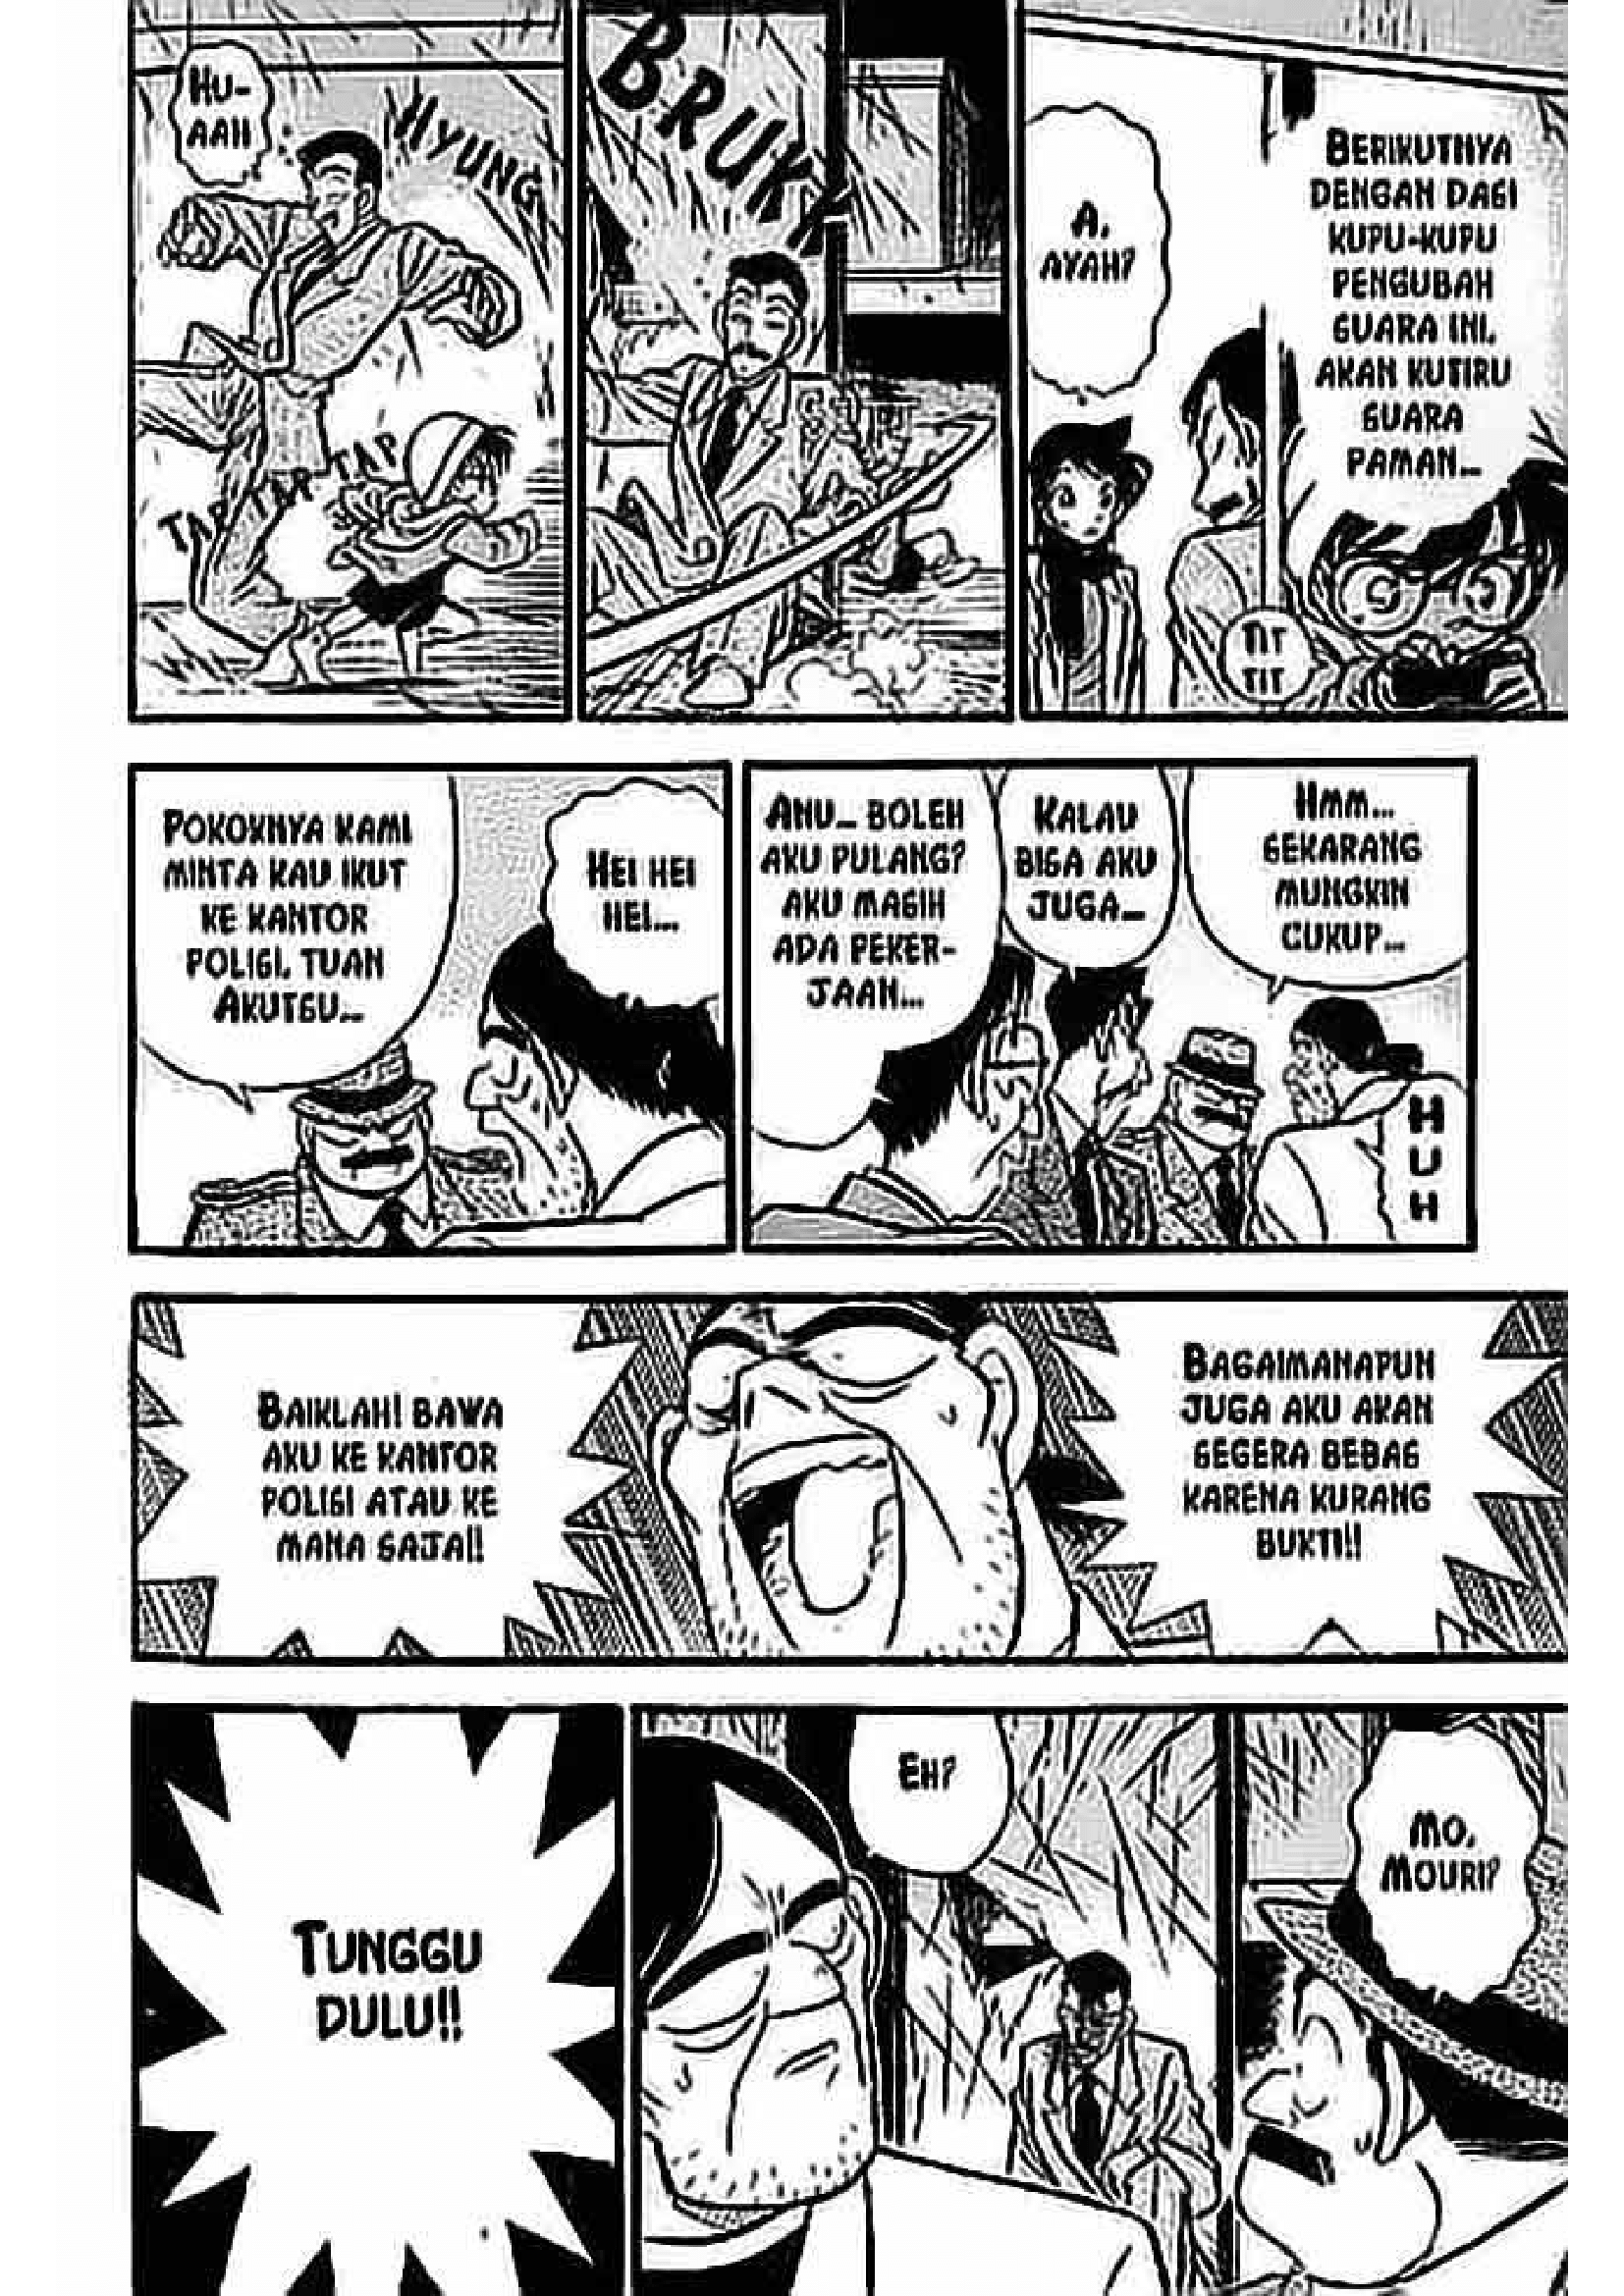 HU-
AAH
HYUNG
TAP TAP TAP
BRUK
A,
AYAH?
BERIKUTNYA
DENGAN DASI
KUPU-KUPU
PENGUBAH
SUARA INI,
AKAN KUTIRU
SUARA
PAMAN...
TIT
TIT
POKOKNYA KAMI
MINTA KAU IKUT
KE KANTOR
POLISI, TUAN
AKUTSU...
HEI HEI
HEI...
ANU... BOLEH
AKU PULANG?
AKU MASIH
ADA PEKER-
JAAN...
KALAU
BISA AKU
JUGA...
HMM...
SEKARANG
MUNGKIN
CUKUP...
HUH
BAIKLAH! BAWA
AKU KE KANTOR
POLISI ATAU KE
MANA SAJA!!
BAGAIMANAPUN
JUGA AKU AKAN
SEGERA BEBAS
KARENA KURANG
BUKTI!!
TUNGGU
DULU!!
EH?
MO,
MOURI?